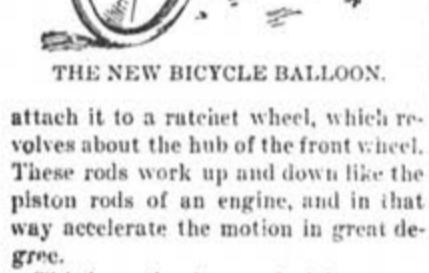 THE NEW BICYCLE BALLOON.
attach it to a ratchet wheel, which re-
volves about the hub of the front wheel.
These rods work up and down like the
piston rods of an engine, and in that
way accelerate the motion in great de-
gree.